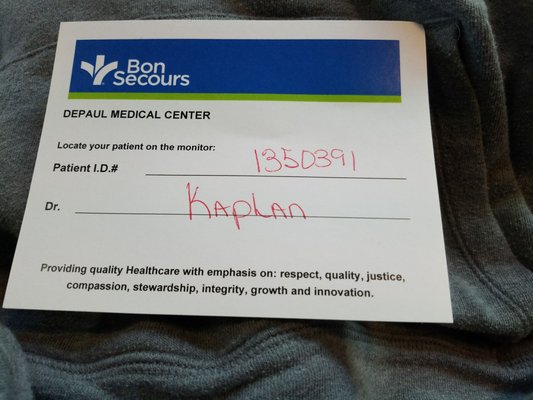 Bon
Secours
DEPAUL MEDICAL CENTER
Locate your patient on the monitor:
Patient I.D.# 1350391
Dr. Kaplan
Providing quality Healthcare with emphasis on: respect, quality, justice,
compassion, stewardship, integrity, growth and innovation.